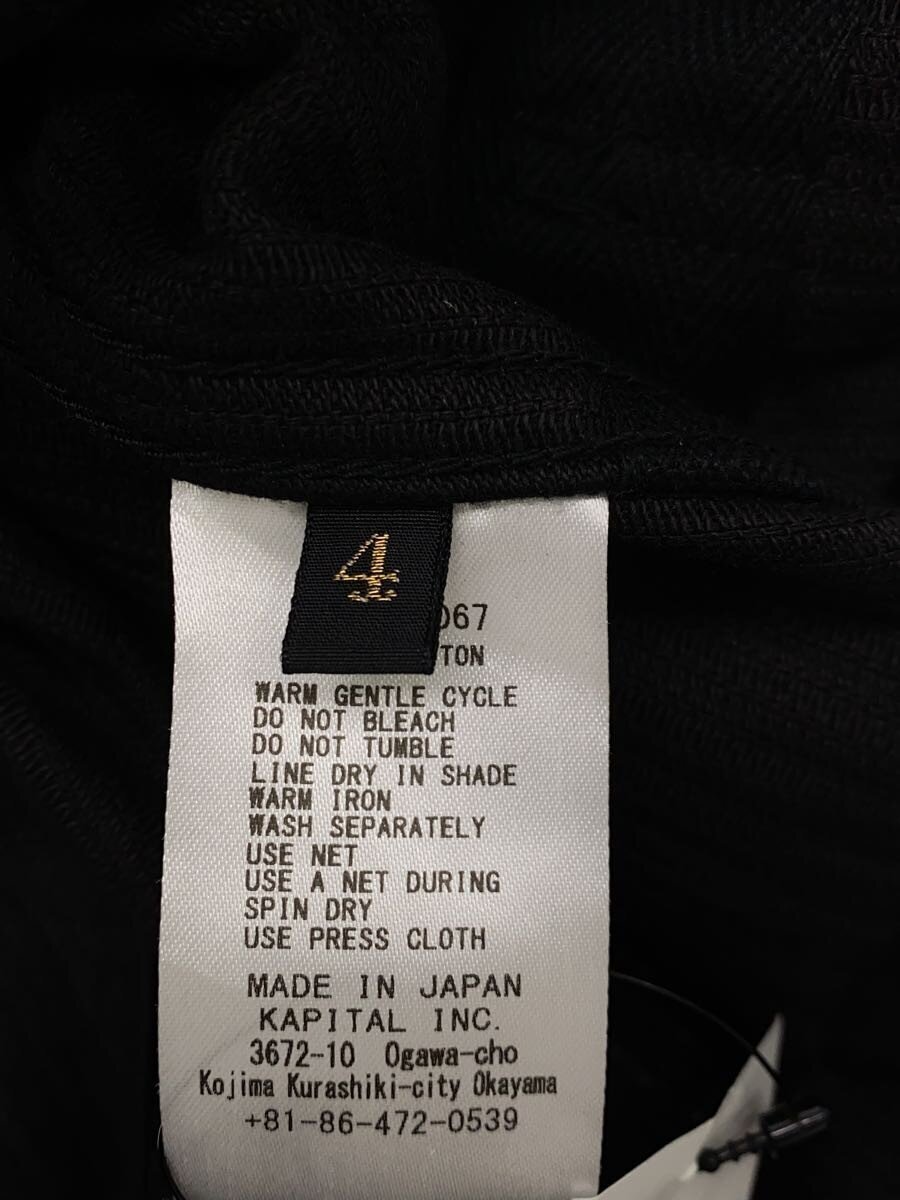 4
067
TON
WARM GENTLE CYCLE
DO NOT BLEACH
DO NOT TUMBLE
LINE DRY IN SHADE
WARM IRON
WASH SEPARATELY
USE NET
USE A NET DURING
SPIN DRY
USE PRESS CLOTH
MADE IN JAPAN
KAPITAL INC.
3672-10 Ogawa-cho
Kojima Kurashiki-city Okayama
+81-86-472-0539